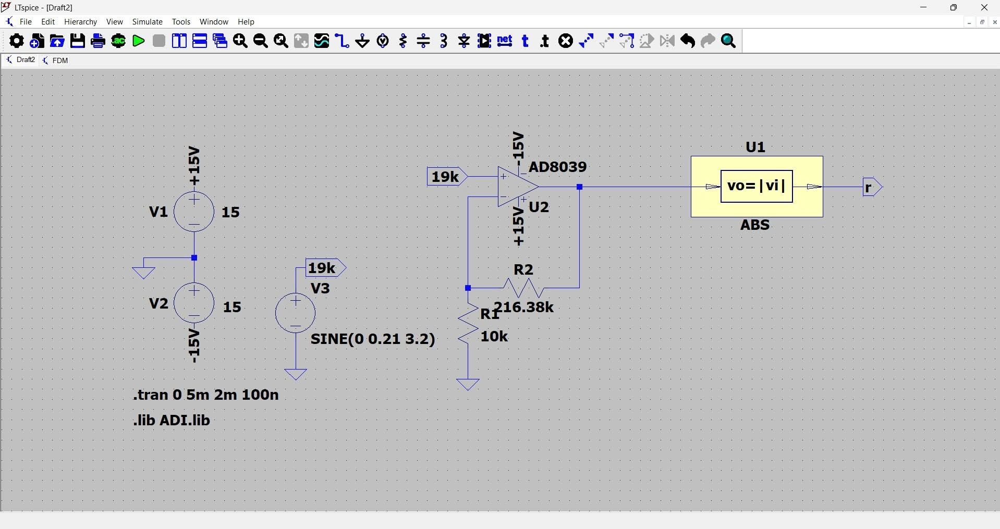 LTspice - [Draft2]
File Edit Hierarchy View Simulate Tools Window Help
.ac
net
t
.t
Draft2 FDM
+15V
V1
15
V2
15
-15V
19k
V3
SINE(0 0.21 3.2)
.tran 0 5m 2m 100n
.lib ADI.lib
19k
-15V
AD8039
U2
+15V
R2
216.38k
R1
10k
U1
vo=|vi|
ABS
r